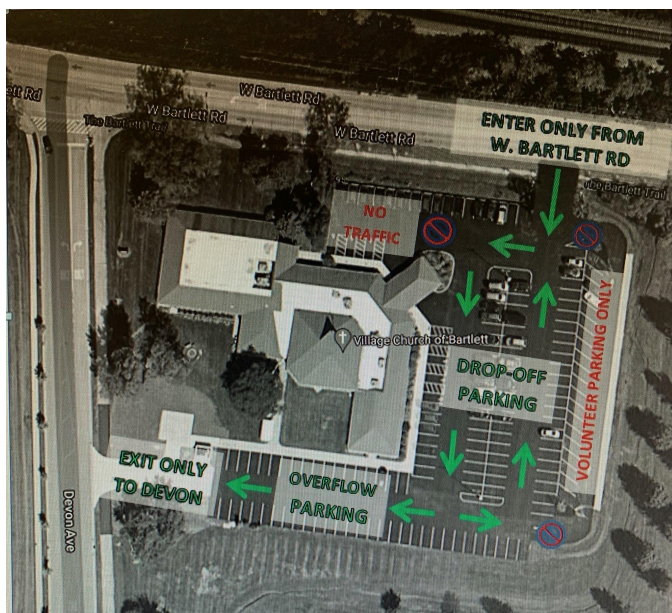 W Bartlett Rd
ett Rd
W Bartlett Rd
The Bartlett Trail
W Bartlett Rd
ENTER ONLY FROM
W. BARTLETT RD
The Bartlett Trail
NO
TRAFFIC
Village Church of Bartlett
DROP-OFF
PARKING
VOLUNTEER PARKING ONLY
EXIT ONLY
TO DEVON
OVERFLOW
PARKING
Devon Ave